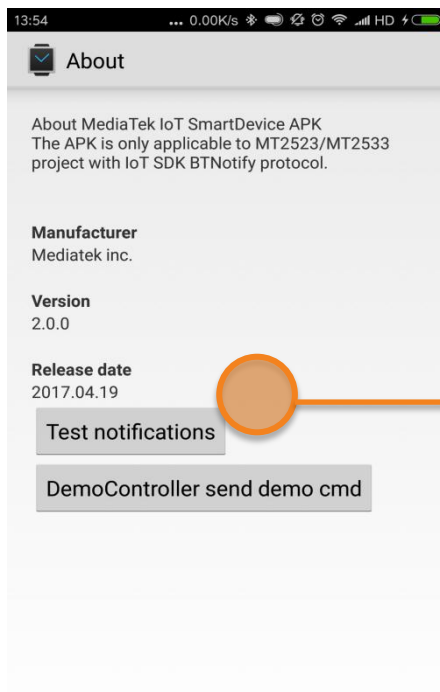 13:54 ... 0.00K/s HD
About
About MediaTek IoT SmartDevice APK
The APK is only applicable to MT2523/MT2533
project with IoT SDK BTNotify protocol.
Manufacturer
Mediatek inc.
Version
2.0.0
Release date
2017.04.19
Test notifications
DemoController send demo cmd